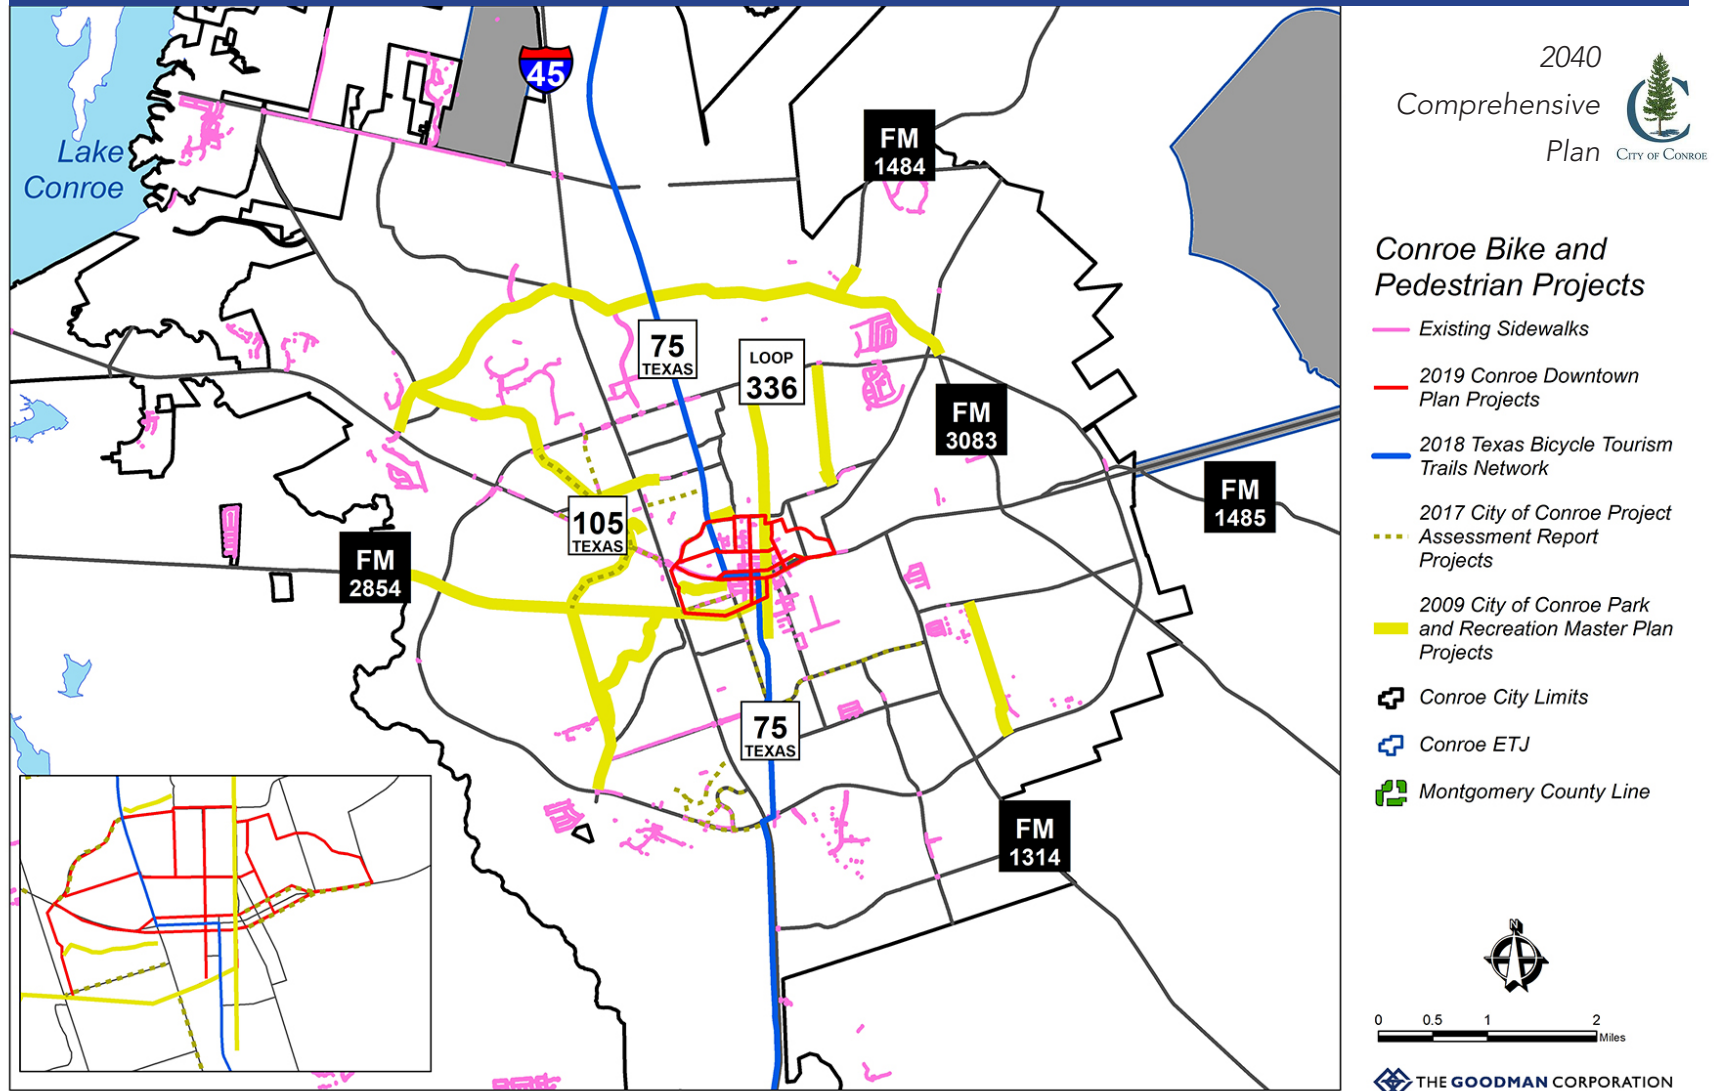 2040
Comprehensive
Plan
CITY OF CONROE
Lake
Conroe
45
FM
1484
75
TEXAS
LOOP
336
FM
3083
FM
1485
105
TEXAS
FM
2854
75
TEXAS
FM
1314
Conroe Bike and
Pedestrian Projects
Existing Sidewalks
2019 Conroe Downtown
Plan Projects
2018 Texas Bicycle Tourism
Trails Network
2017 City of Conroe Project
Assessment Report
Projects
2009 City of Conroe Park
and Recreation Master Plan
Projects
Conroe City Limits
Conroe ETJ
Montgomery County Line
N
0 0.5 1 2
Miles
THE GOODMAN CORPORATION